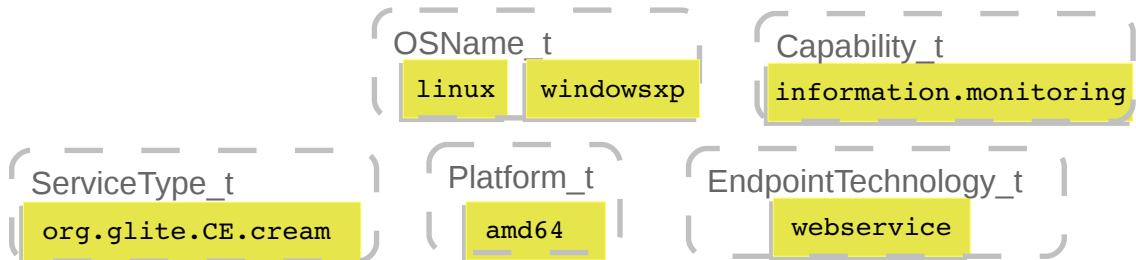 OSName_t
linux windowsxp
Capability_t
information.monitoring
ServiceType_t
org.glite.CE.cream
Platform_t
amd64
EndpointTechnology_t
webservice